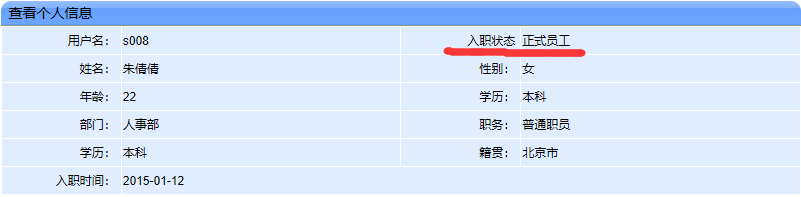 查看个人信息
用户名： s008 入职状态 正式员工
姓名： 朱倩倩 性别： 女
年龄： 22 学历： 本科
部门： 人事部 职务： 普通职员
学历： 本科 籍贯： 北京市
入职时间： 2015-01-12